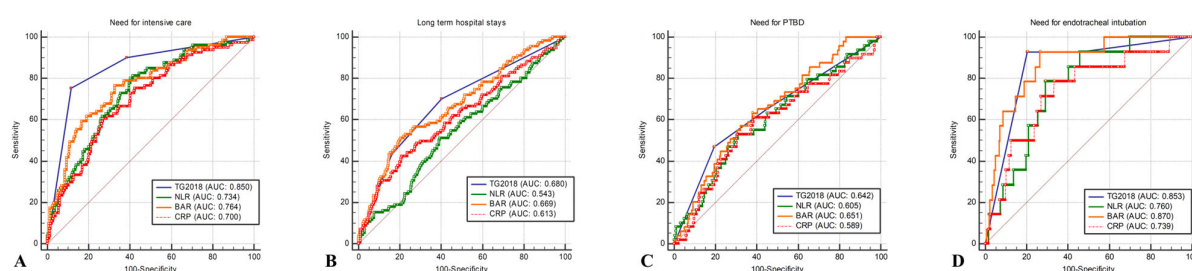 Need for intensive care
Sensitivity
100
80
60
40
20
0
TG2018 (AUC: 0.850)
NLR (AUC: 0.734)
BAR (AUC: 0.764)
CRP (AUC: 0.700)
0 20 40 60 80 100
100-Specificity
A
Long term hospital stays
Sensitivity
100
80
60
40
20
0
TG2018 (AUC: 0.680)
NLR (AUC: 0.543)
BAR (AUC: 0.669)
CRP (AUC: 0.613)
0 20 40 60 80 100
100-Specificity
B
Need for PTBD
Sensitivity
100
80
60
40
20
0
TG2018 (AUC: 0.642)
NLR (AUC: 0.605)
BAR (AUC: 0.651)
CRP (AUC: 0.589)
0 20 40 60 80 100
100-Specificity
C
Need for endotracheal intubation
Sensitivity
100
80
60
40
20
0
TG2018 (AUC: 0.853)
NLR (AUC: 0.760)
BAR (AUC: 0.870)
CRP (AUC: 0.739)
0 20 40 60 80 100
100-Specificity
D